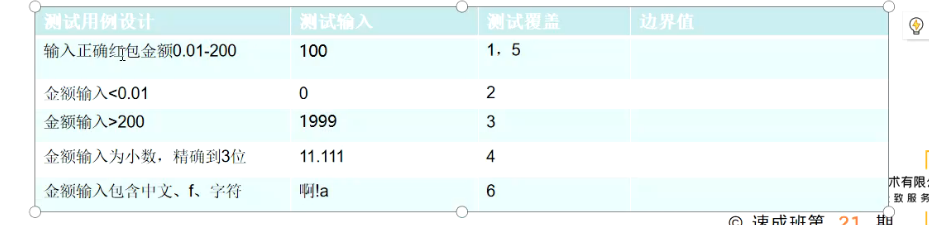 测试用例设计 测试输入 测试覆盖 边界值
输入正确红包金额0.01-200 100 1，5
金额输入<0.01 0 2
金额输入>200 1999 3
金额输入为小数，精确到3位 11.111 4
金额输入包含中文、f、字符 啊!a 6
术有限
致服务
© 速成班第 21 期